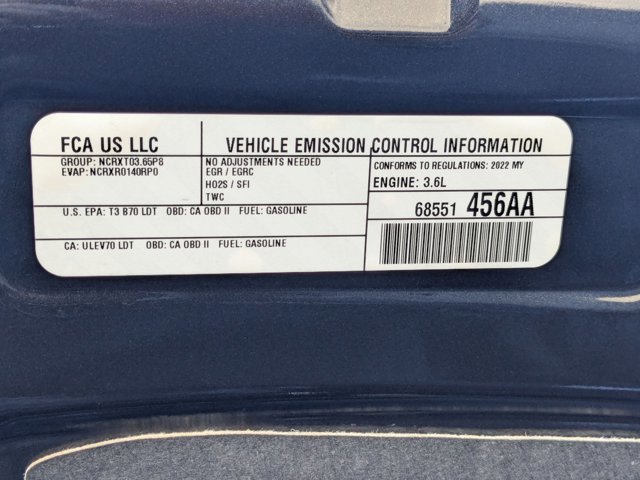 FCA US LLC
VEHICLE EMISSION CONTROL INFORMATION
GROUP: NCRXT03.65P8
EVAP: NCRXR0140RP0
NO ADJUSTMENTS NEEDED
EGR / EGRC
HO2S / SFI
TWC
CONFORMS TO REGULATIONS: 2022 MY
ENGINE: 3.6L
U.S. EPA: T3 B70 LDT OBD: CA OBD II FUEL: GASOLINE
68551 456AA
CA: ULEV70 LDT OBD: CA OBD II FUEL: GASOLINE